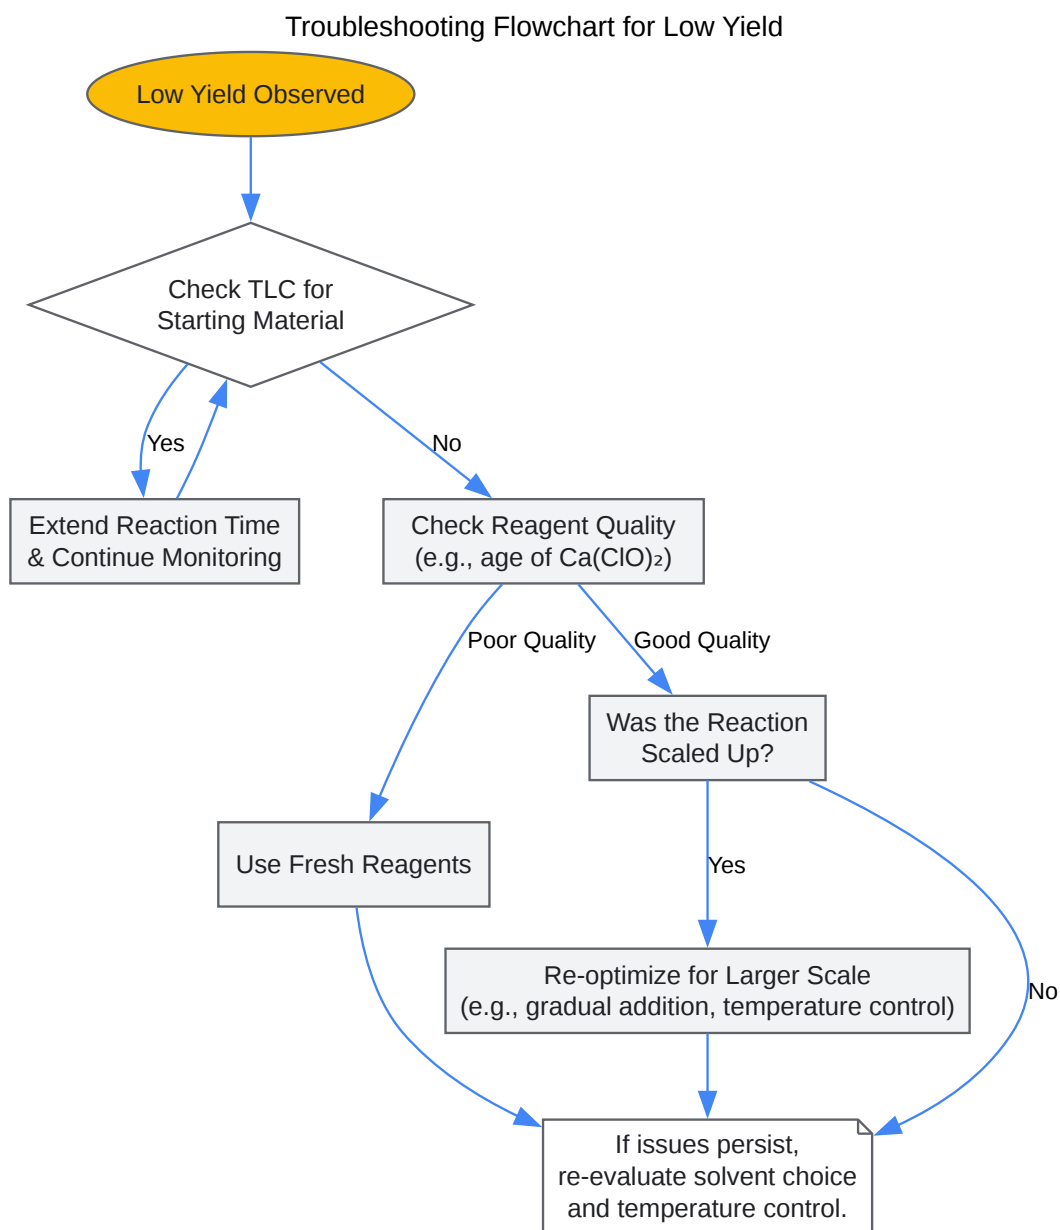 Troubleshooting Flowchart for Low Yield
Low Yield Observed
Check TLC for
Starting Material
Yes
No
Extend Reaction Time
& Continue Monitoring
Check Reagent Quality
(e.g., age of Ca(ClO)₂)
Poor Quality
Good Quality
Was the Reaction
Scaled Up?
Use Fresh Reagents
Yes
Re-optimize for Larger Scale
(e.g., gradual addition, temperature control)
No
If issues persist,
re-evaluate solvent choice
and temperature control.